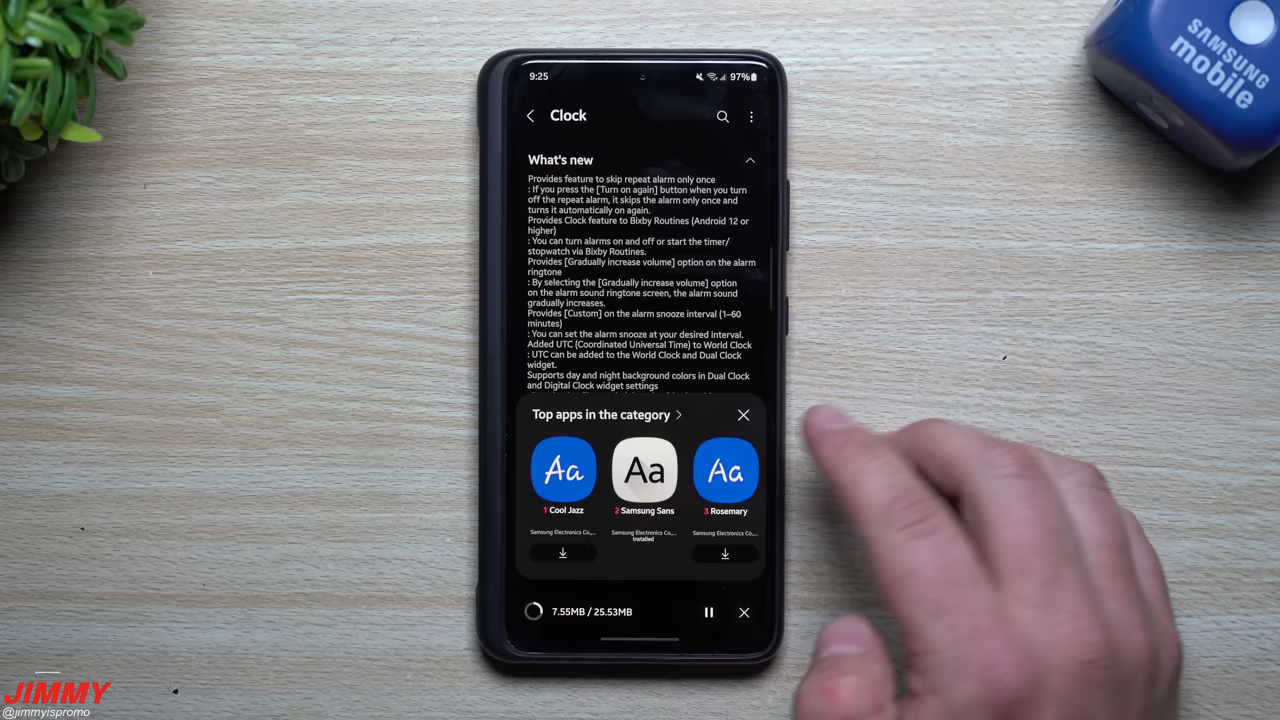 SAMSUNG
mobile
9:25
97%
Clock
What's new
Provides feature to skip repeat alarm only once
: If you press the [Turn on again] button when you turn
off the repeat alarm, it skips the alarm only once and
turns it automatically on again.
Provides Clock feature to Bixby Routines (Android 12 or
higher)
: You can turn alarms on and off or start the timer/
stopwatch via Bixby Routines.
Provides [Gradually increase volume] option on the alarm
ringtone
: By selecting the [Gradually increase volume] option
on the alarm sound ringtone screen, the alarm sound
gradually increases.
Provides [Custom] on the alarm snooze interval (1–60
minutes)
: You can set the alarm snooze at your desired interval.
Added UTC (Coordinated Universal Time) to World Clock
: UTC can be added to the World Clock and Dual Clock
widget.
Supports day and night background colors in Dual Clock
and Digital Clock widget settings
Top apps in the category
Aa Aa Aa
1 Cool Jazz 2 Samsung Sans 3 Rosemary
Samsung Electronics Co.,... Samsung Electronics Co.,... Samsung Electronics Co.,...
Installed
7.55MB / 25.53MB
JIMMY
@jimmyispromo